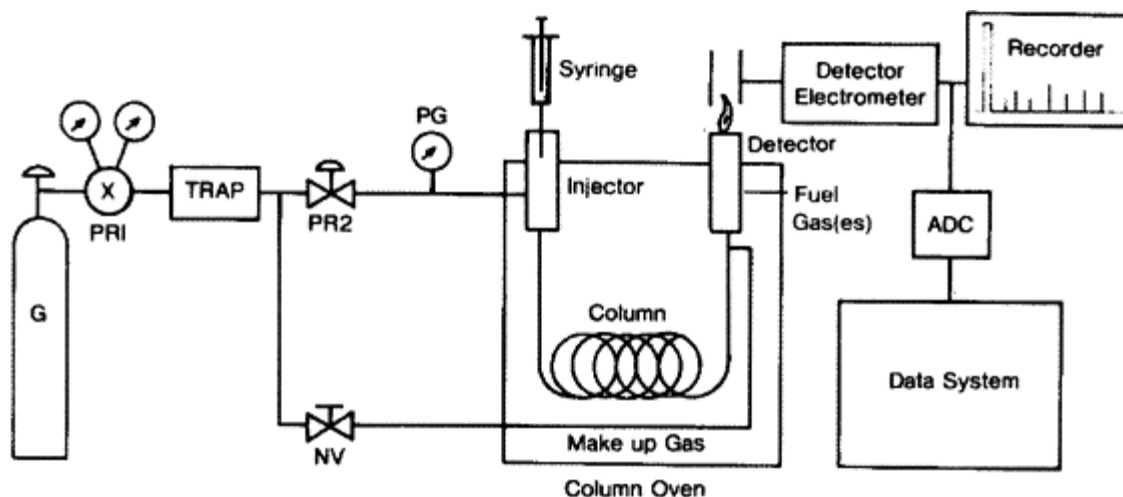 Syringe
Recorder
Detector
Electrometer
PG
Detector
TRAP
Injector
Fuel
Gas(es)
X
PR1
PR2
ADC
G
Column
Data System
Make up Gas
NV
Column Oven